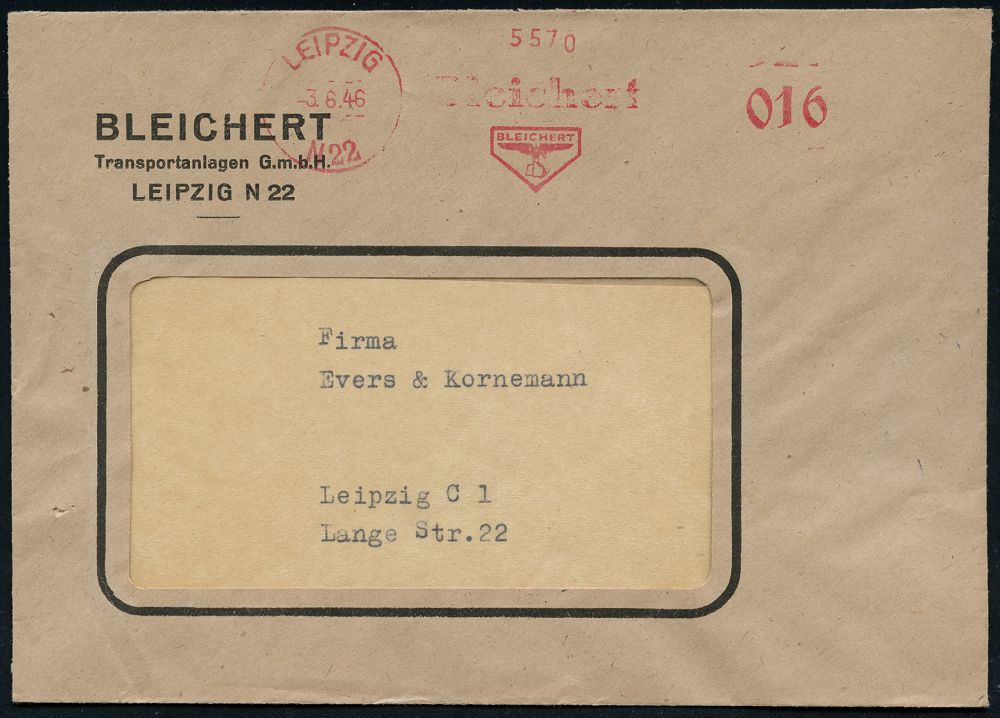 LEIPZIG
-3.6.46
N22
5570
Bleichert
BLEICHERT
016
BLEICHERT
Transportanlagen G.m.b.H.
LEIPZIG N 22
Firma
Evers & Kornemann
Leipzig C 1
Lange Str.22